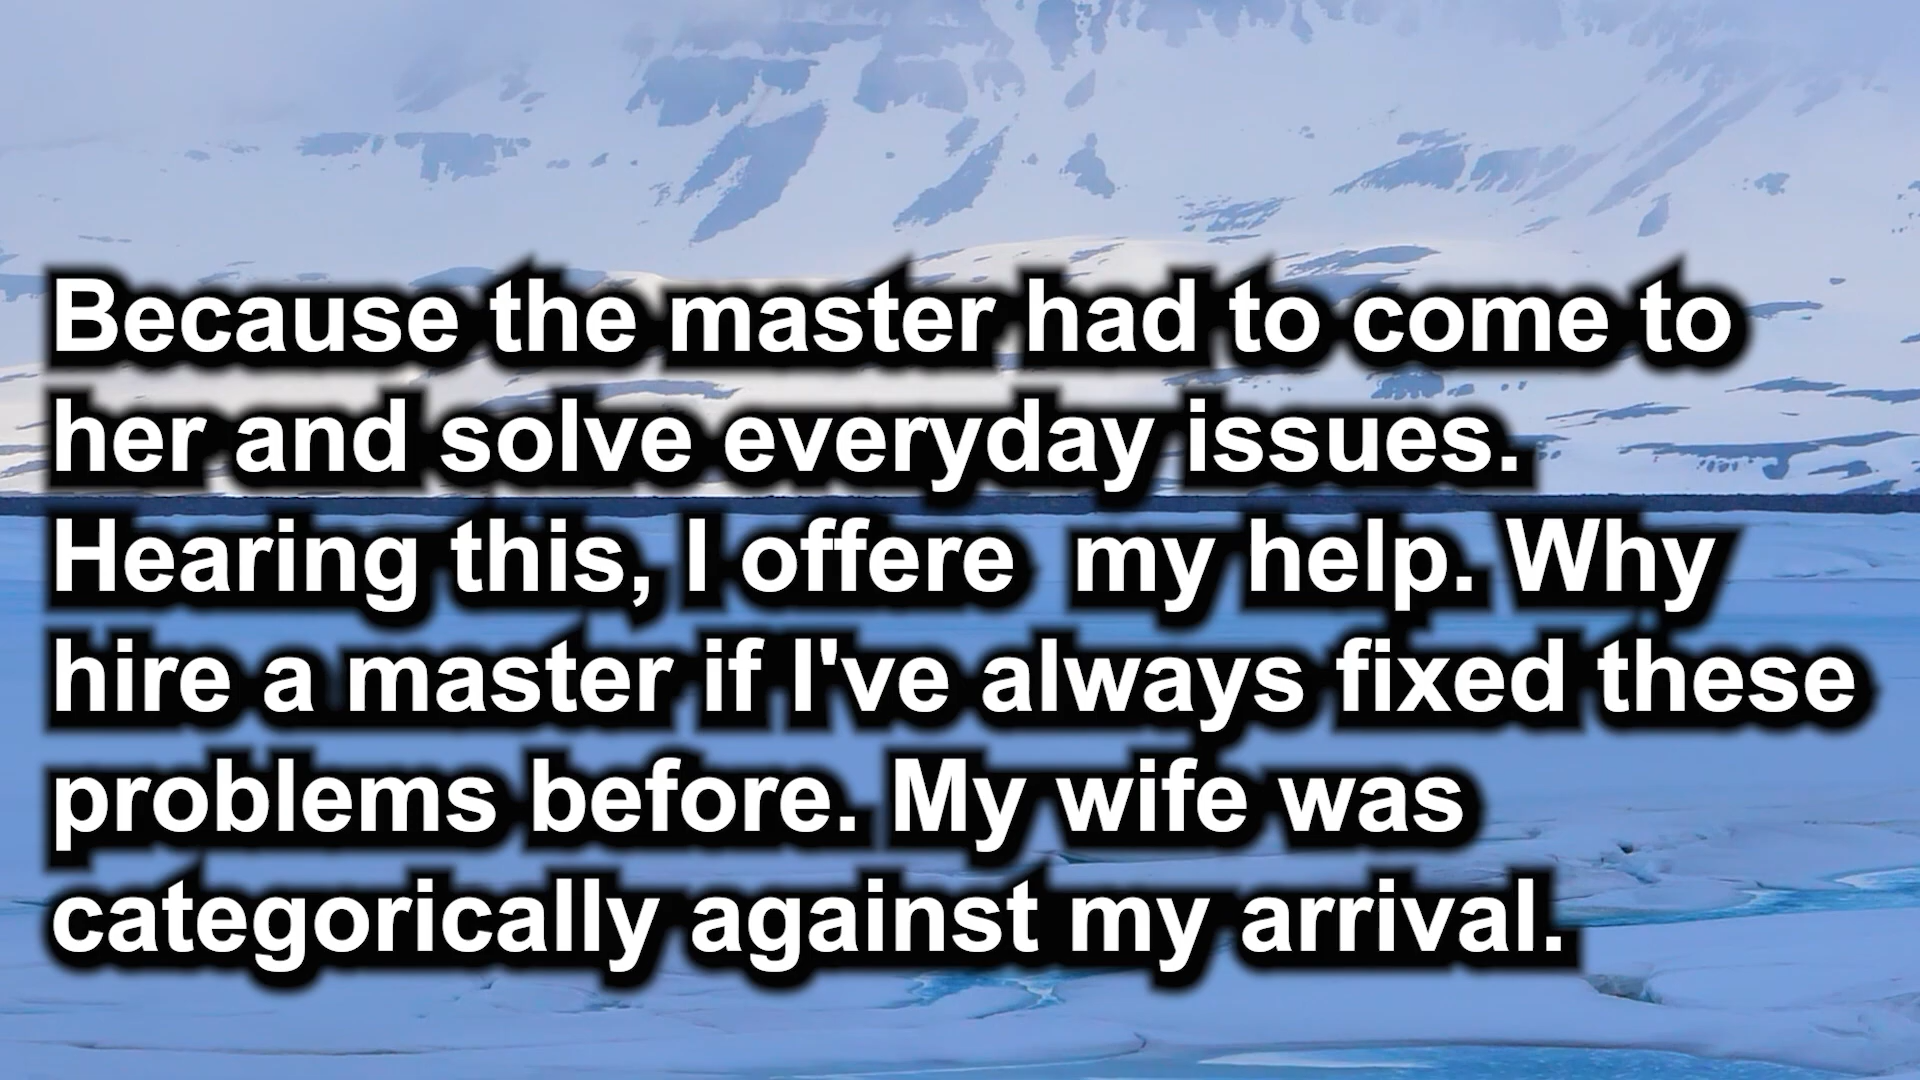 Because the master had to come to
her and solve everyday issues.
Hearing this, I offere  my help. Why
hire a master if I've always fixed these
problems before. My wife was
categorically against my arrival.